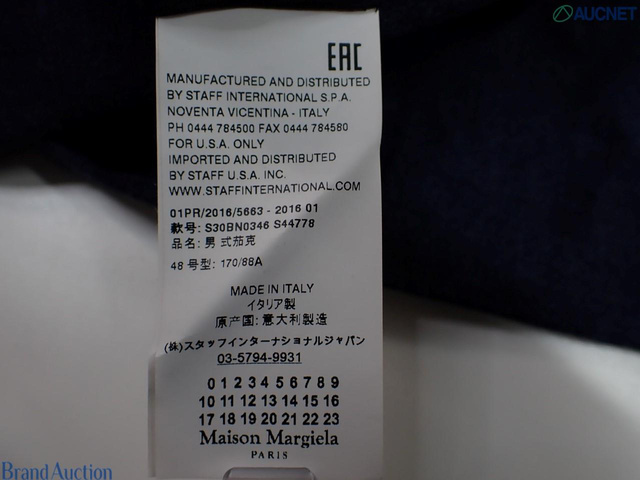 AUCNET
EAC
MANUFACTURED AND DISTRIBUTED
BY STAFF INTERNATIONAL S.P.A.
NOVENTA VICENTINA - ITALY
PH 0444 784500 FAX 0444 784580
FOR U.S.A. ONLY
IMPORTED AND DISTRIBUTED
BY STAFF U.S.A. INC.
WWW.STAFFINTERNATIONAL.COM
01PR/2016/5663 - 2016 01
款号: S30BN0346 S44778
品名: 男式茄克
48 号型: 170/88A
MADE IN ITALY
イタリア製
原产国: 意大利製造
(株)スタッフインターナショナルジャパン
03-5794-9931
0 1 2 3 4 5 6 7 8 9
10 11 12 13 14 15 16
17 18 19 20 21 22 23
Maison Margiela
PARIS
Brand Auction